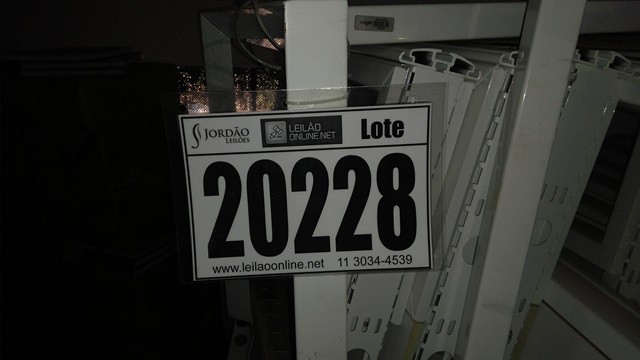 JORDÃO
LEILÕES
LEILÃO
ONLINE.NET
Lote
20228
www.leilaoonline.net 11 3034-4539